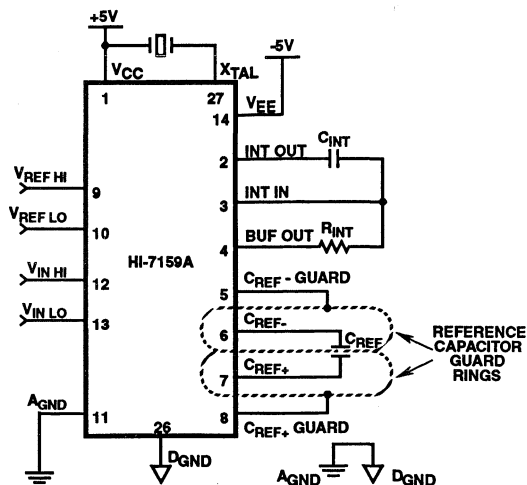 +5V
-5V
VCC
XTAL
1
27
VEE
14
INT OUT
CINT
2
VREF HI
9
INT IN
3
VREF LO
10
BUF OUT
RINT
4
HI-7159A
VIN HI
12
CREF - GUARD
5
VIN LO
13
CREF-
6
CREF
REFERENCE
CAPACITOR
GUARD
RINGS
CREF+
7
AGND
11
8
CREF+ GUARD
26
DGND
AGND
DGND